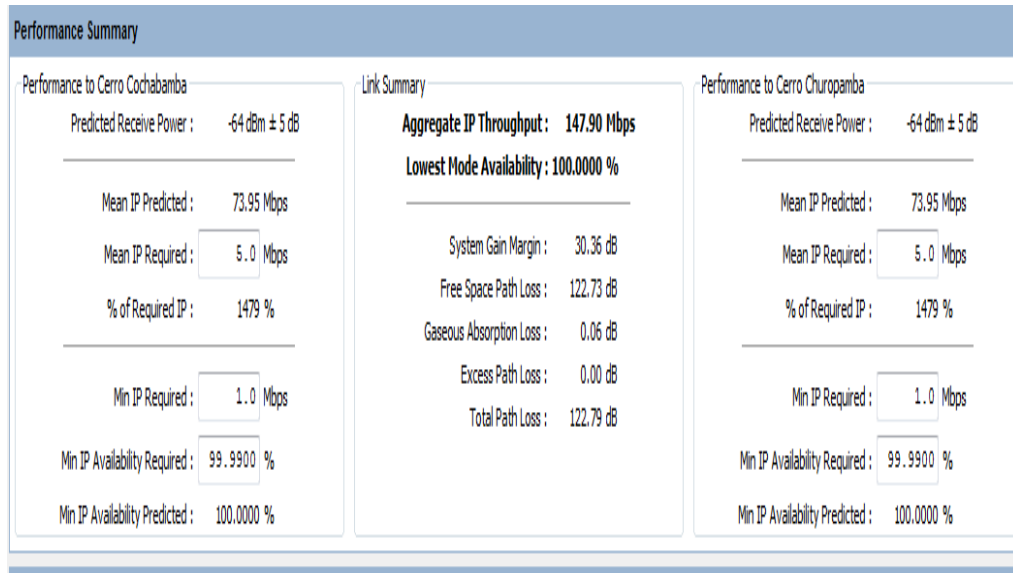 Performance Summary
Performance to Cerro Cochabamba
Predicted Receive Power : -64 dBm ± 5 dB
Mean IP Predicted : 73.95 Mbps
Mean IP Required : 5.0 Mbps
% of Required IP : 1479 %
Min IP Required : 1.0 Mbps
Min IP Availability Required : 99.9900 %
Min IP Availability Predicted : 100.0000 %
Link Summary
Aggregate IP Throughput : 147.90 Mbps
Lowest Mode Availability : 100.0000 %
System Gain Margin : 30.36 dB
Free Space Path Loss : 122.73 dB
Gaseous Absorption Loss : 0.06 dB
Excess Path Loss : 0.00 dB
Total Path Loss : 122.79 dB
Performance to Cerro Churopamba
Predicted Receive Power : -64 dBm ± 5 dB
Mean IP Predicted : 73.95 Mbps
Mean IP Required : 5.0 Mbps
% of Required IP : 1479 %
Min IP Required : 1.0 Mbps
Min IP Availability Required : 99.9900 %
Min IP Availability Predicted : 100.0000 %